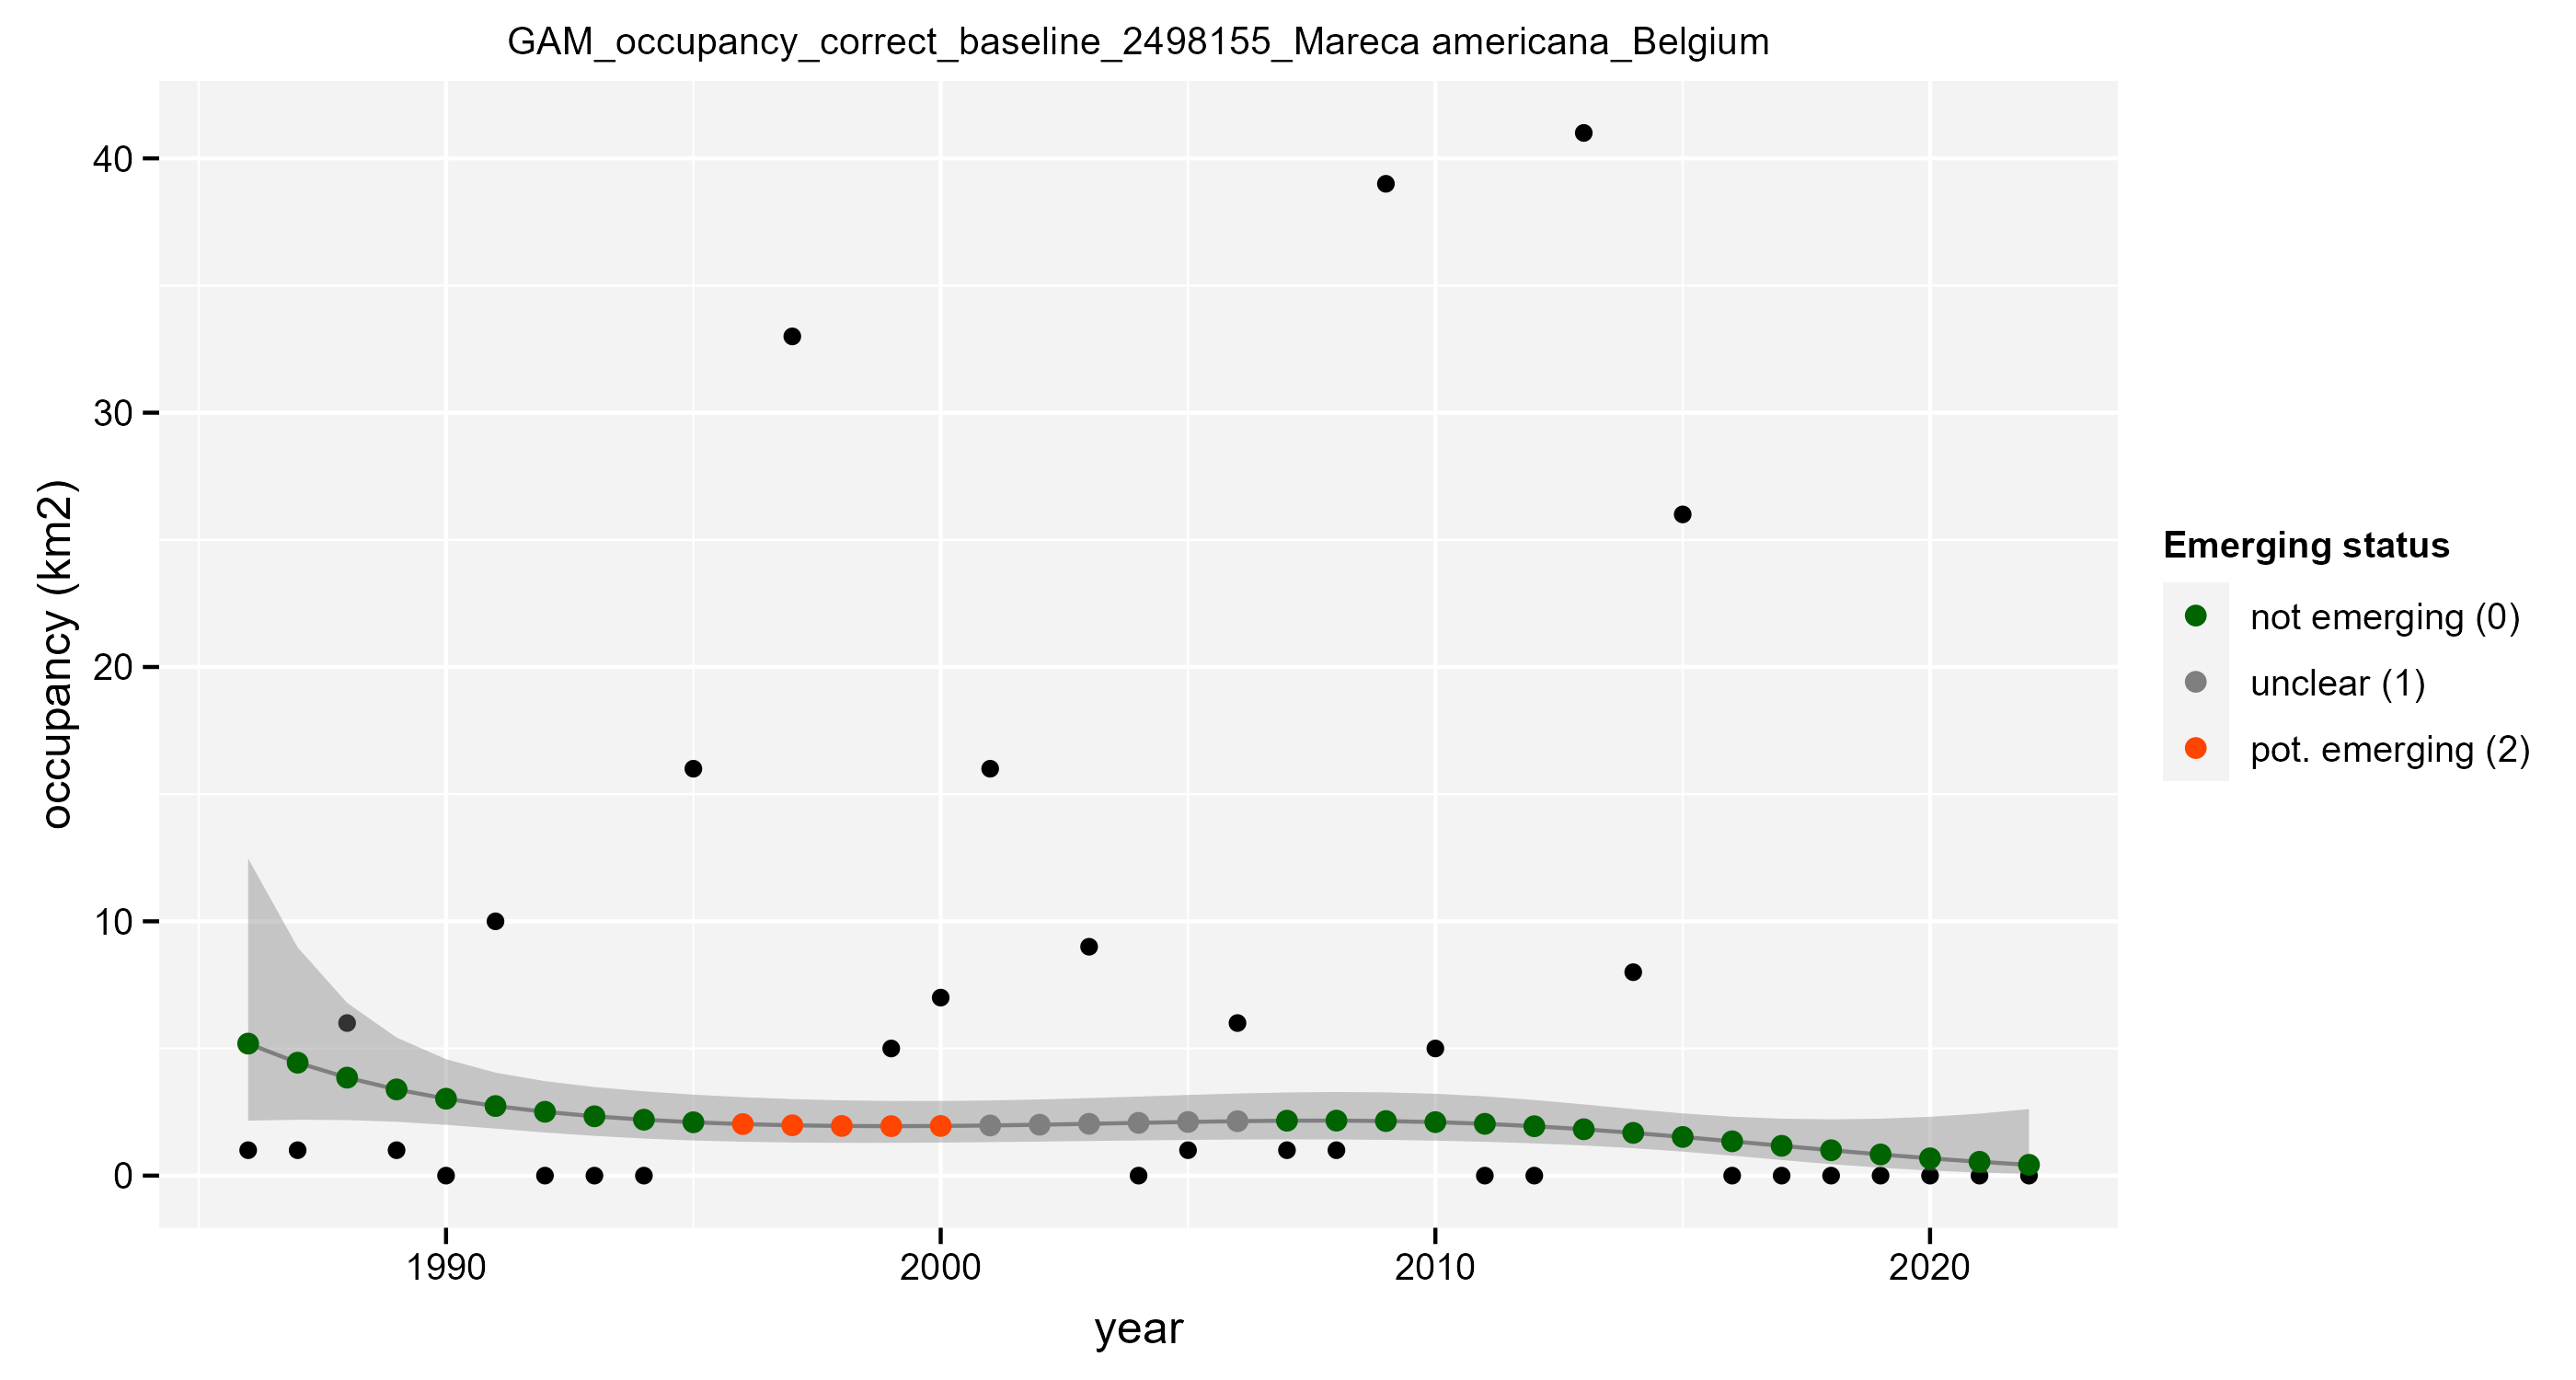 GAM_occupancy_correct_baseline_2498155_Mareca americana_Belgium
occupancy (km2)
40
30
20
10
0
1990
2000
2010
2020
year
Emerging status
not emerging (0)
unclear (1)
pot. emerging (2)